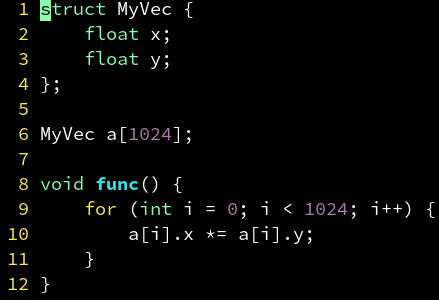 1 struct MyVec {
2     float x;
3     float y;
4 };
5
6 MyVec a[1024];
7
8 void func() {
9     for (int i = 0; i < 1024; i++) {
10         a[i].x *= a[i].y;
11     }
12 }